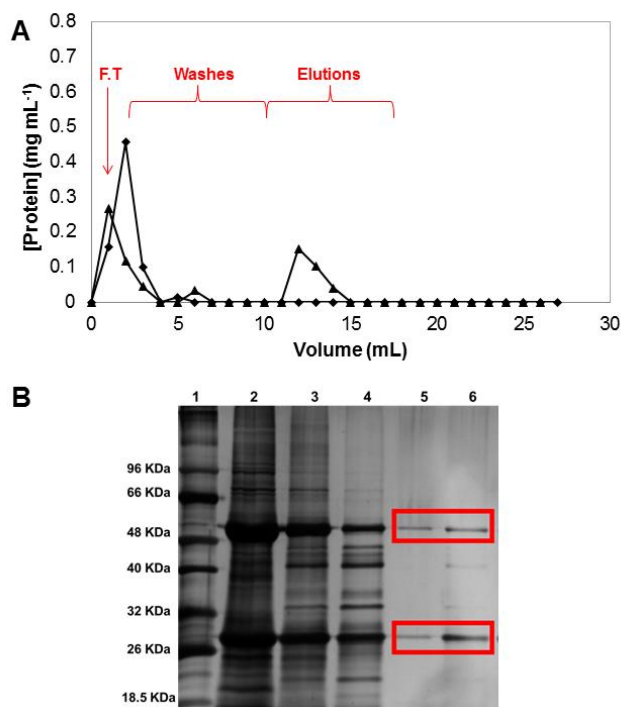 A
0.8
0.7
0.6
0.5
0.4
0.3
0.2
0.1
0
[Protein] (mg mL-1)
F.T
Washes
Elutions
0 5 10 15 20 25 30
Volume (mL)
B
1 2 3 4 5 6
96 KDa
66 KDa
48 KDa
40 KDa
32 KDa
26 KDa
18.5 KDa